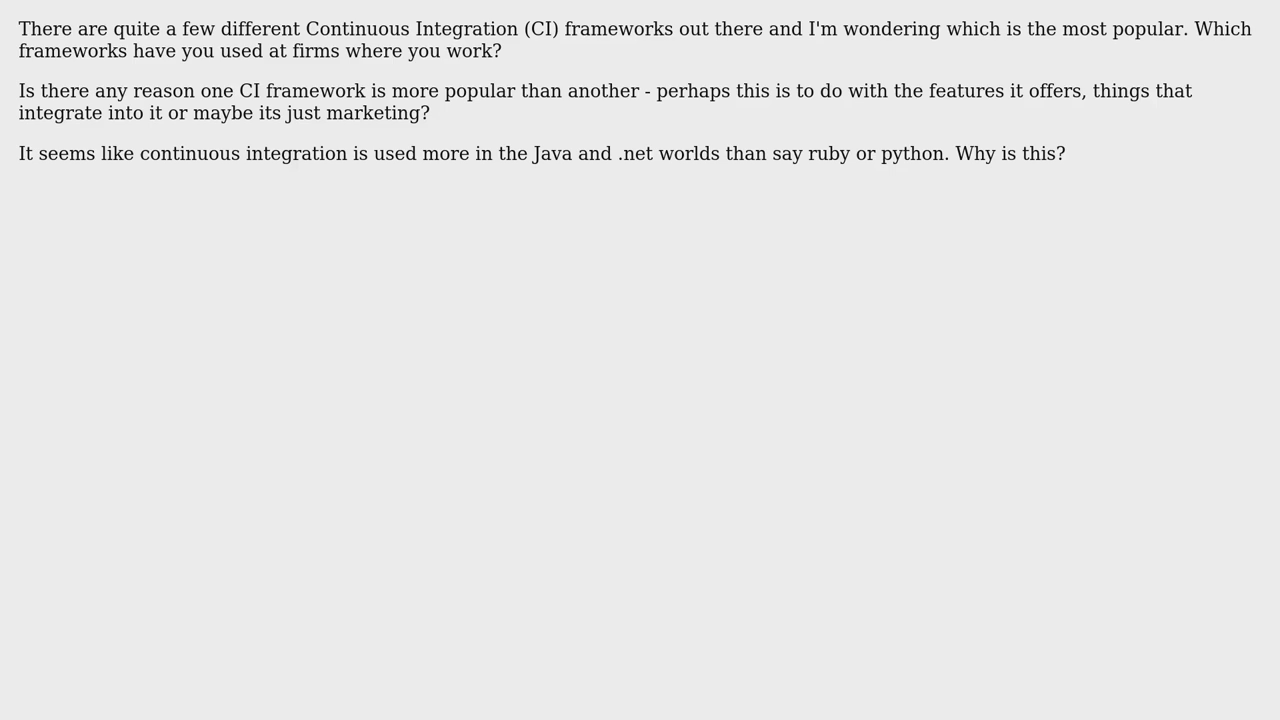 There are quite a few different Continuous Integration (CI) frameworks out there and I'm wondering which is the most popular. Which
frameworks have you used at firms where you work?
Is there any reason one CI framework is more popular than another - perhaps this is to do with the features it offers, things that
integrate into it or maybe its just marketing?
It seems like continuous integration is used more in the Java and .net worlds than say ruby or python. Why is this?